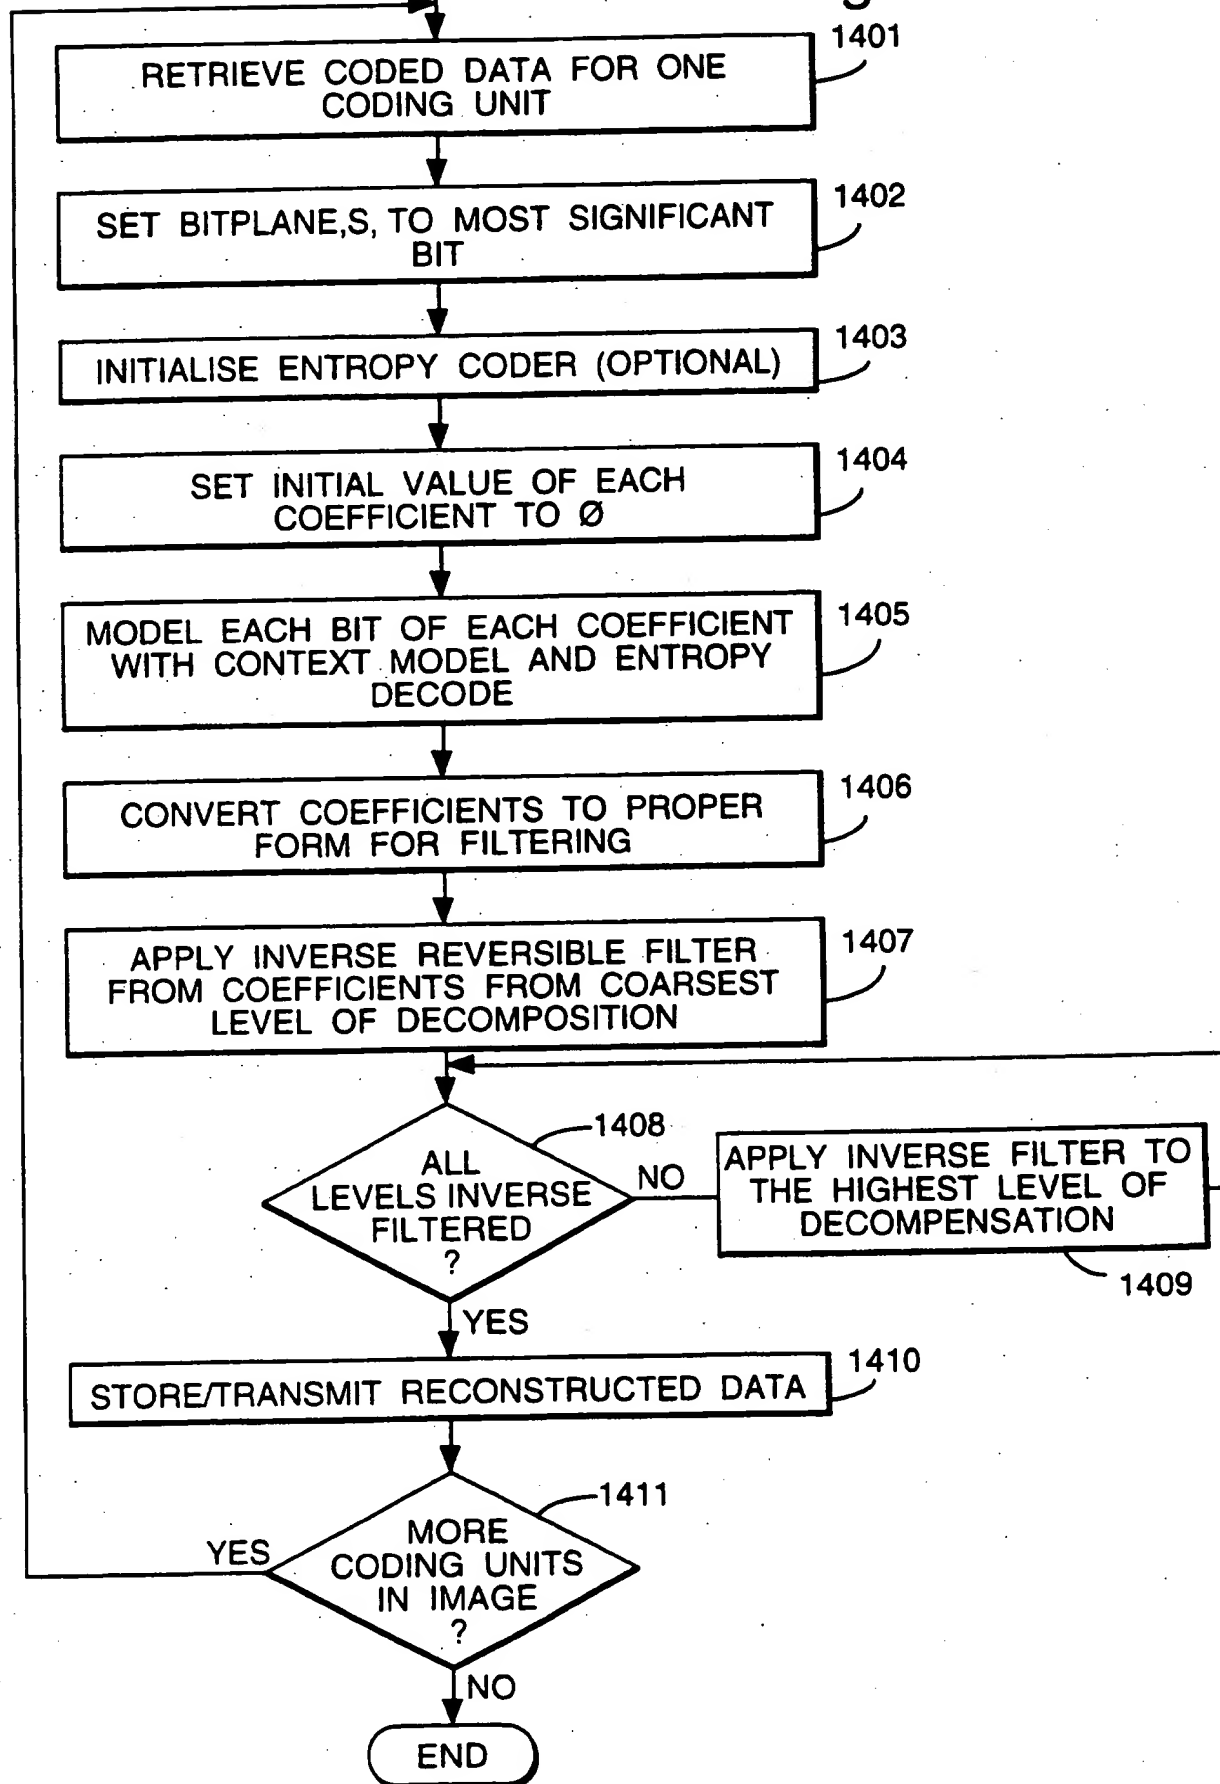 1401
RETRIEVE CODED DATA FOR ONE
CODING UNIT
1402
SET BITPLANE,S, TO MOST SIGNIFICANT
BIT
1403
INITIALISE ENTROPY CODER (OPTIONAL)
1404
SET INITIAL VALUE OF EACH
COEFFICIENT TO Ø
1405
MODEL EACH BIT OF EACH COEFFICIENT
WITH CONTEXT MODEL AND ENTROPY
DECODE
1406
CONVERT COEFFICIENTS TO PROPER
FORM FOR FILTERING
1407
APPLY INVERSE REVERSIBLE FILTER
FROM COEFFICIENTS FROM COARSEST
LEVEL OF DECOMPOSITION
1408
ALL
LEVELS INVERSE
FILTERED
?
NO
APPLY INVERSE FILTER TO
THE HIGHEST LEVEL OF
DECOMPENSATION
1409
YES
1410
STORE/TRANSMIT RECONSTRUCTED DATA
1411
MORE
CODING UNITS
IN IMAGE
?
YES
NO
END